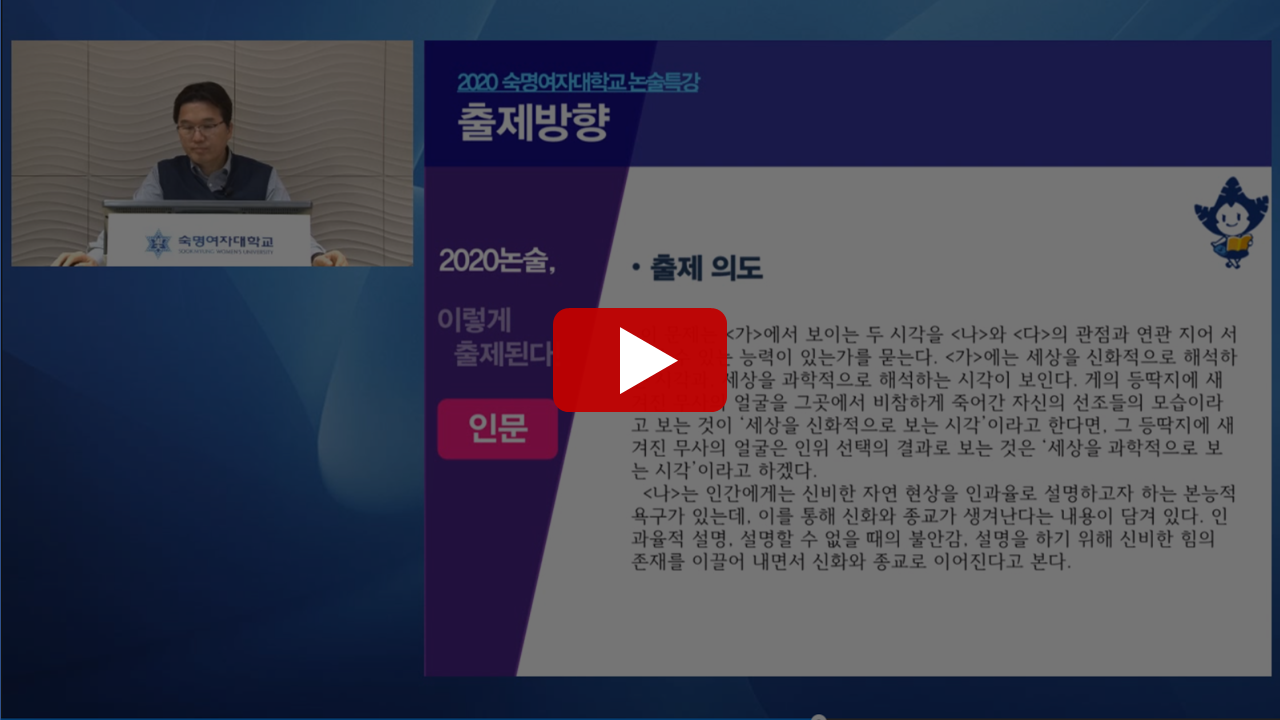 숙명여자대학교
SOOKMYUNG WOMEN'S UNIVERSITY
2020 숙명여자대학교 논술특강
출제방향
2020논술,
이렇게
출제된다
인문
• 출제 의도
<가>에서 보이는 두 시각을 <나>와 <다>의 관점과 연관 지어 서
능력이 있는가를 묻는다. <가>에는 세상을 신화적으로 해석하
세상을 과학적으로 해석하는 시각이 보인다. 게의 등딱지에 새
얼굴을 그곳에서 비참하게 죽어간 자신의 선조들의 모습이라
고 보는 것이 ‘세상을 신화적으로 보는 시각’이라고 한다면, 그 등딱지에 새
겨진 무사의 얼굴은 인위 선택의 결과로 보는 것은 ‘세상을 과학적으로 보
는 시각’이라고 하겠다.
<나>는 인간에게는 신비한 자연 현상을 인과율로 설명하고자 하는 본능적
욕구가 있는데, 이를 통해 신화와 종교가 생겨난다는 내용이 담겨 있다. 인
과율적 설명, 설명할 수 없을 때의 불안감, 설명을 하기 위해 신비한 힘의
존재를 이끌어 내면서 신화와 종교로 이어진다고 본다.